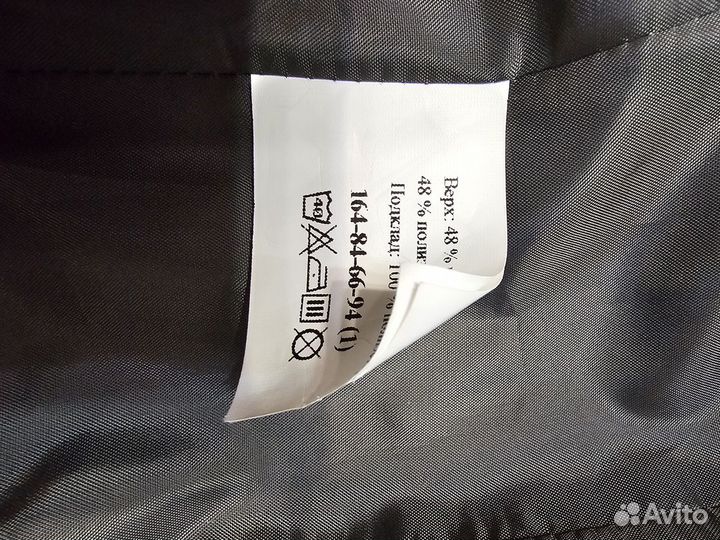 Верх: 48 %
48 % поли
Подклад: 100 %
164-84-66-94 (1)
40
Avito